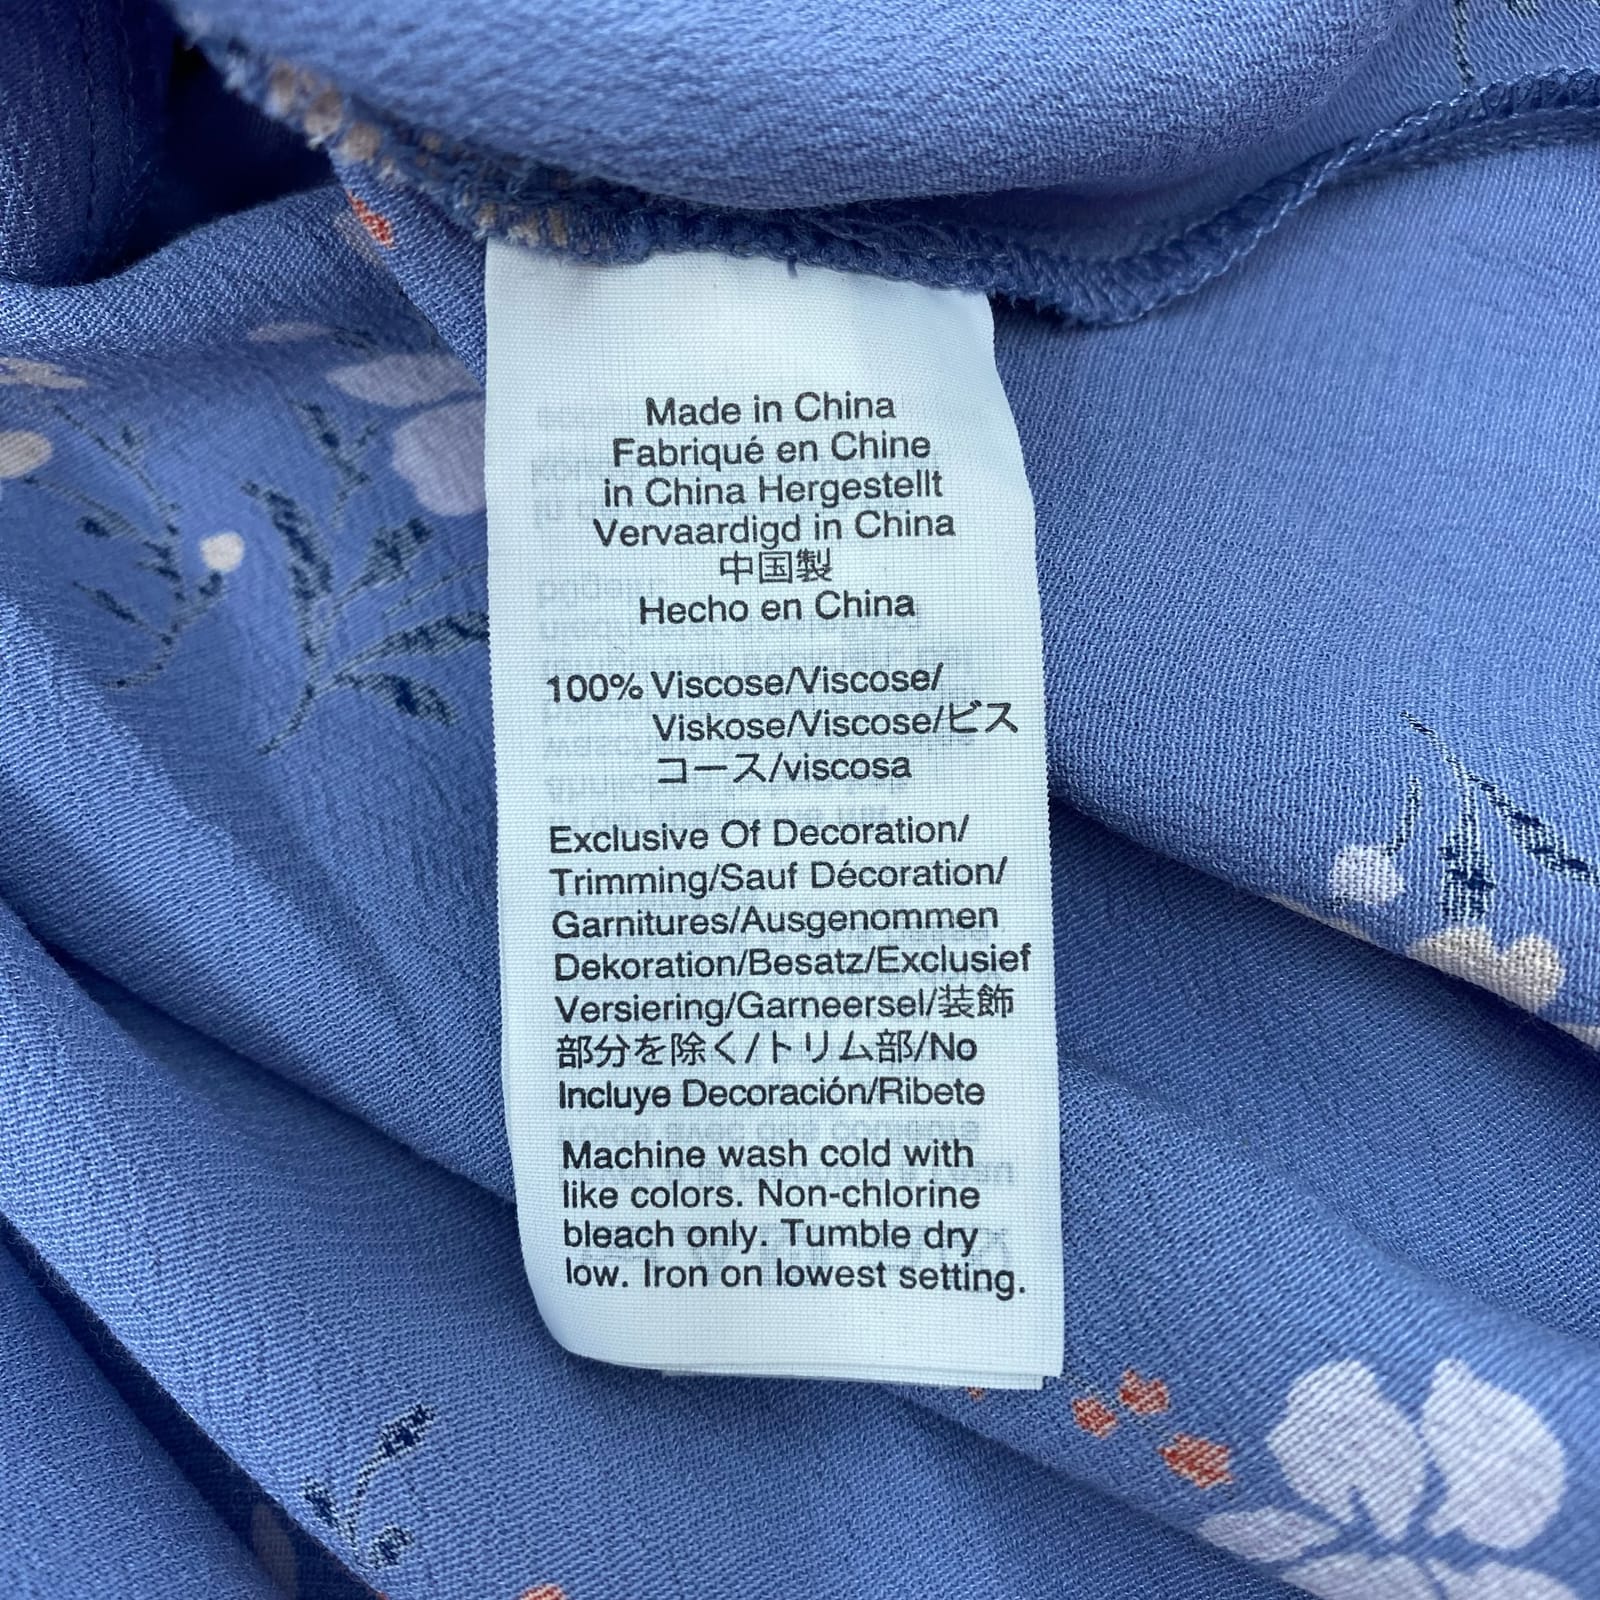 Made in China
Fabriqué en Chine
in China Hergestellt
Vervaardigd in China
中国製
Hecho en China
100% Viscose/Viscose/
Viskose/Viscose/ビス
コース/viscosa
Exclusive Of Decoration/
Trimming/Sauf Décoration/
Garnitures/Ausgenommen
Dekoration/Besatz/Exclusief
Versiering/Garneersel/装飾
部分を除く/トリム部/No
Incluye Decoración/Ribete
Machine wash cold with
like colors. Non-chlorine
bleach only. Tumble dry
low. Iron on lowest setting.